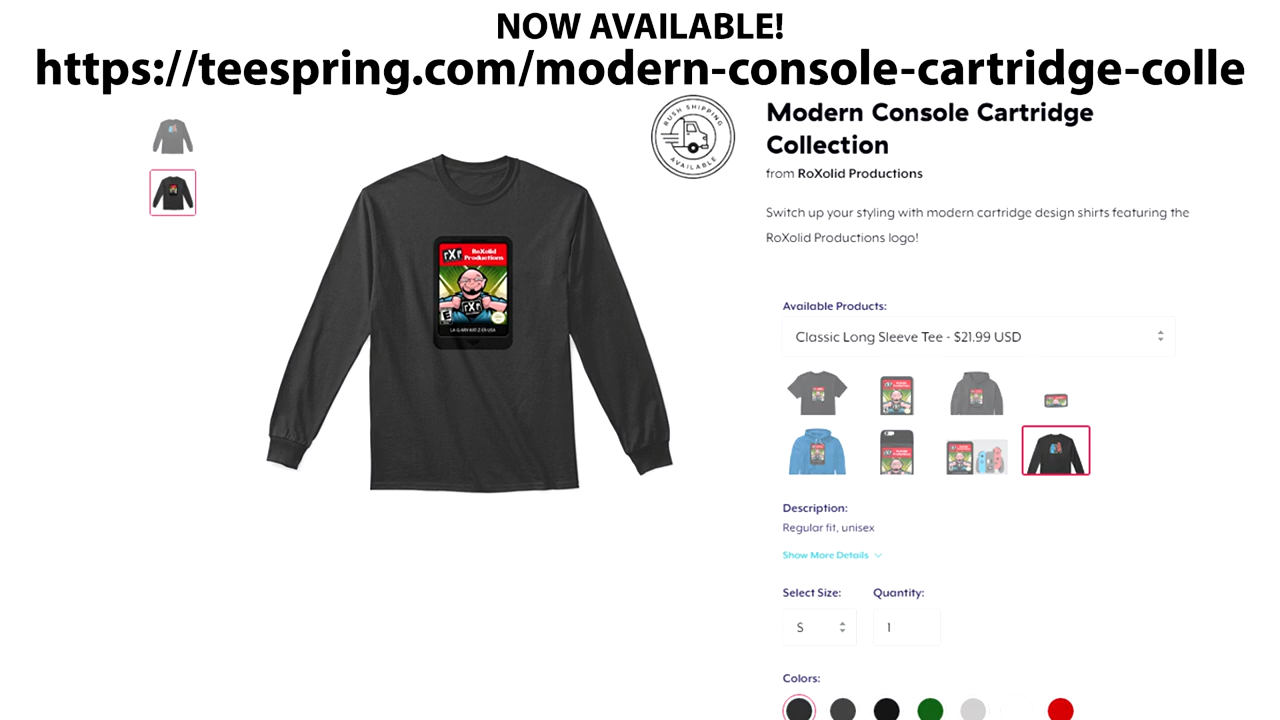 NOW AVAILABLE!
https://teespring.com/modern-console-cartridge-colle
RUSH SHIPPING
AVAILABLE
Modern Console Cartridge
Collection
from RoXolid Productions
Switch up your styling with modern cartridge design shirts featuring the
RoXolid Productions logo!
rXr
RoXolid
Productions
rXr
E
Available Products:
Classic Long Sleeve Tee - $21.99 USD
Description:
Regular fit, unisex
Show More Details
Select Size:
Quantity:
S
1
Colors: